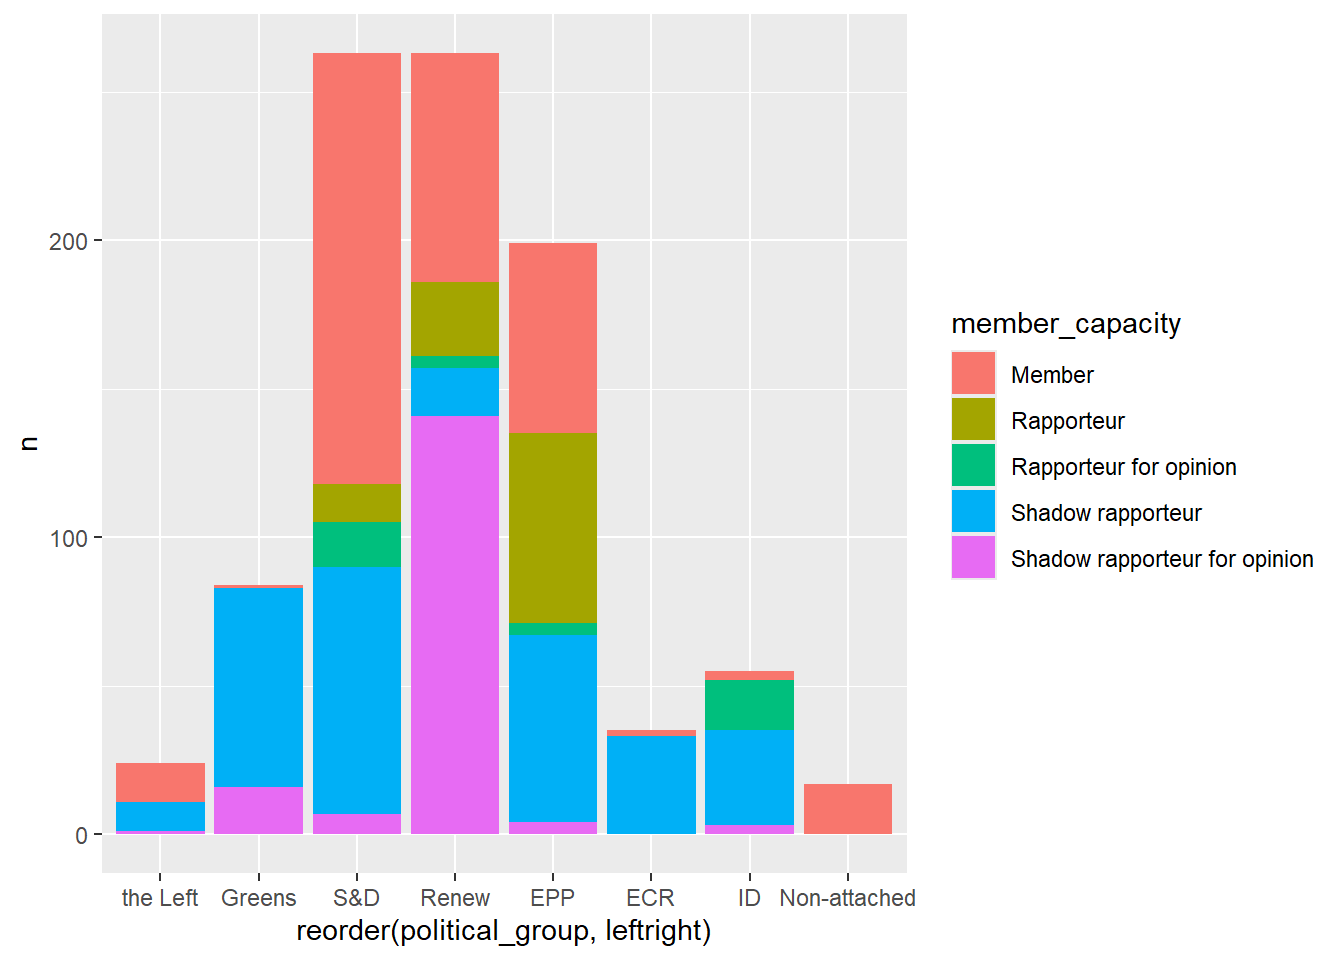 n
200
100
0
the Left Greens S&D Renew EPP ECR ID Non-attached
reorder(political_group, leftright)
member_capacity
Member
Rapporteur
Rapporteur for opinion
Shadow rapporteur
Shadow rapporteur for opinion